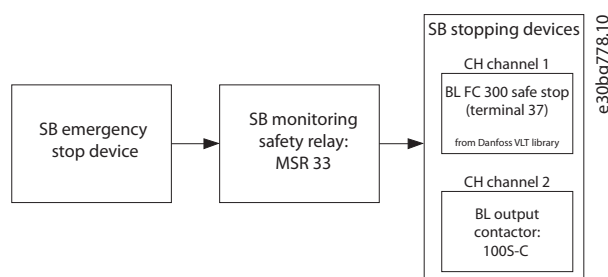 SB emergency
stop device
SB monitoring
safety relay:
MSR 33
SB stopping devices
CH channel 1
BL FC 300 safe stop
(terminal 37)
from Danfoss VLT library
CH channel 2
BL output
contactor:
100S-C
e30bq778.10